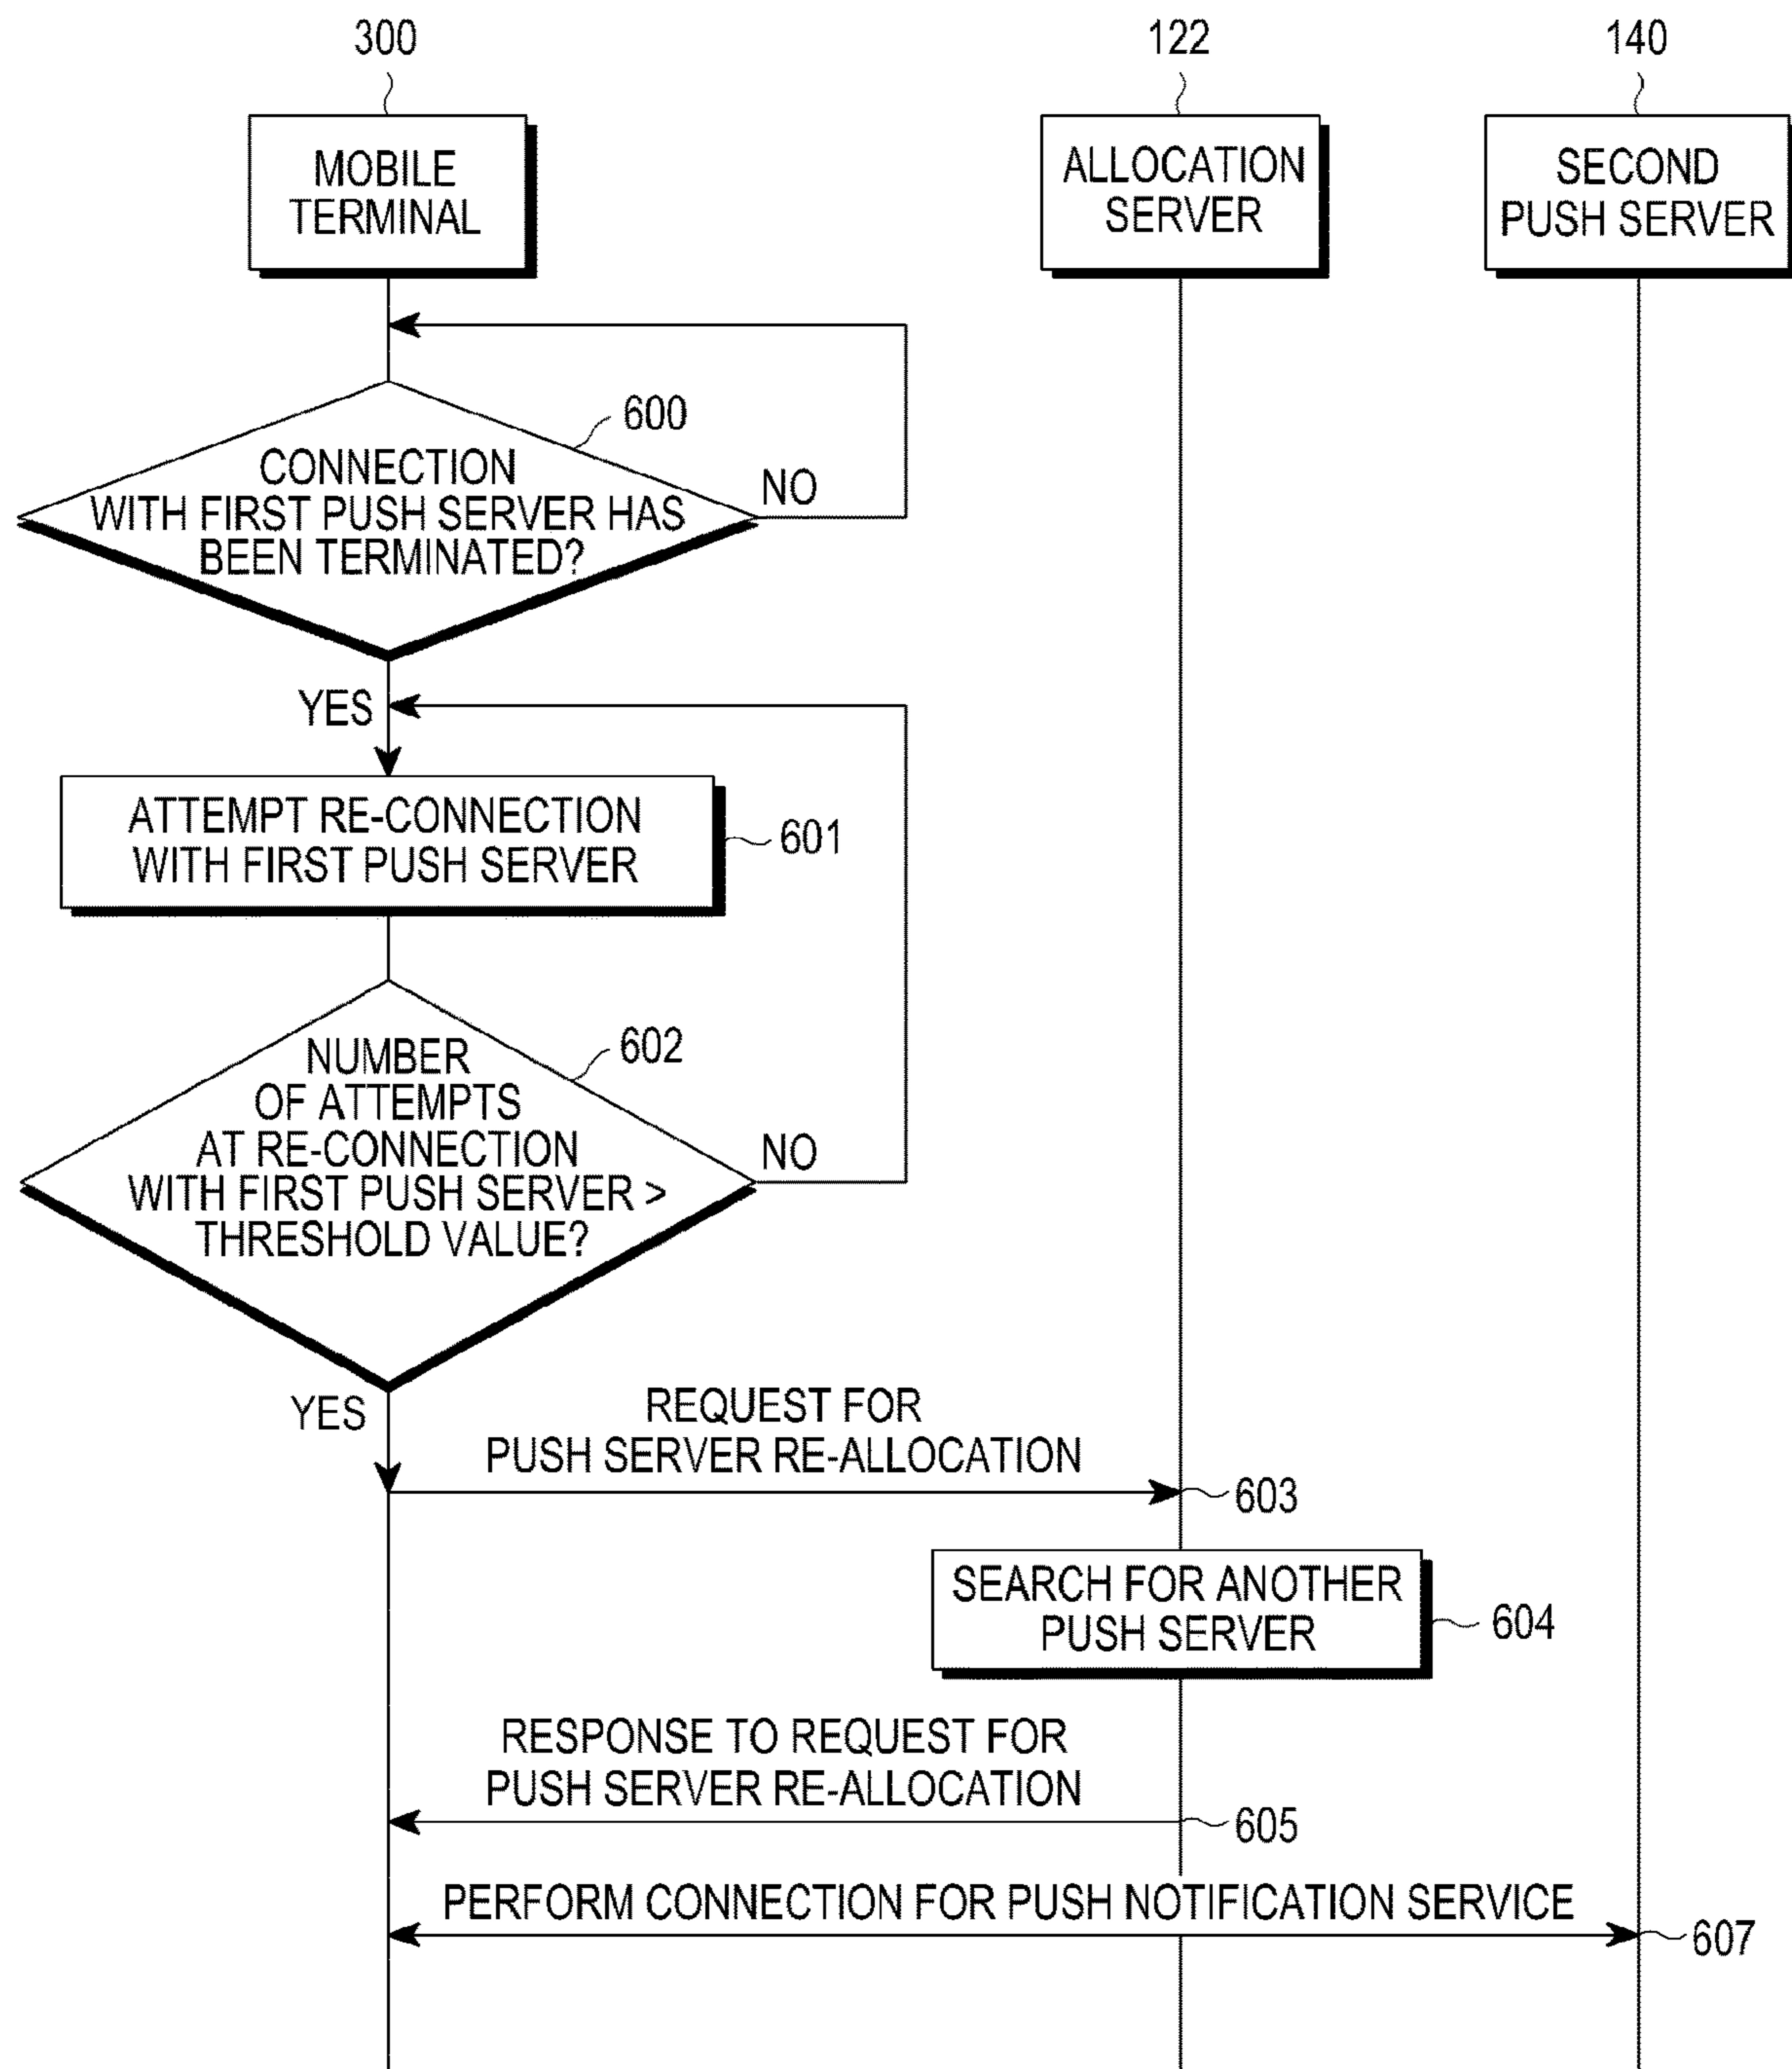 300
122
140
MOBILE
TERMINAL
ALLOCATION
SERVER
SECOND
PUSH SERVER
600
CONNECTION
WITH FIRST PUSH SERVER HAS
BEEN TERMINATED?
NO
YES
ATTEMPT RE-CONNECTION
WITH FIRST PUSH SERVER
601
602
NUMBER
OF ATTEMPTS
AT RE-CONNECTION
WITH FIRST PUSH SERVER >
THRESHOLD VALUE?
NO
YES
REQUEST FOR
PUSH SERVER RE-ALLOCATION
603
SEARCH FOR ANOTHER
PUSH SERVER
604
RESPONSE TO REQUEST FOR
PUSH SERVER RE-ALLOCATION
605
PERFORM CONNECTION FOR PUSH NOTIFICATION SERVICE
607